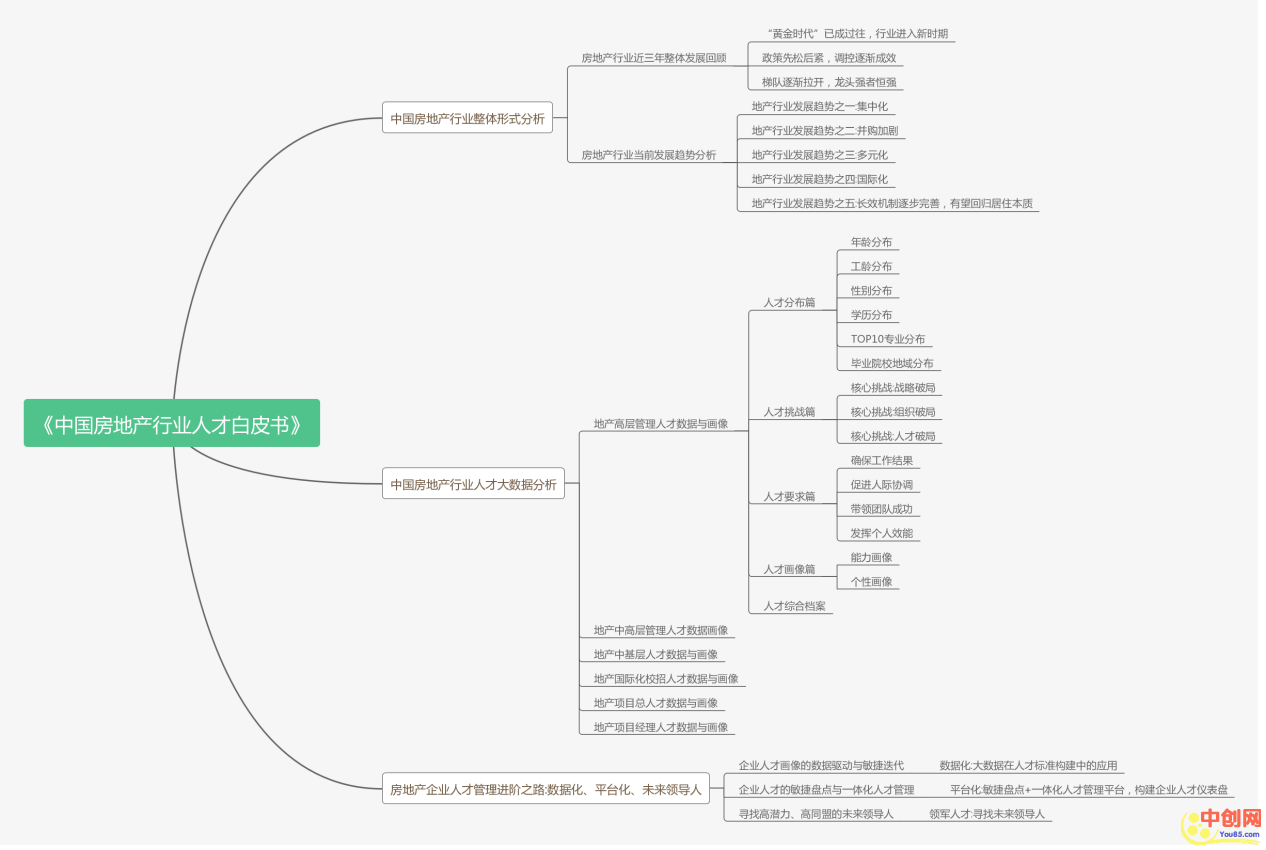 《中国房地产行业人才白皮书》
中国房地产行业整体形式分析
房地产行业近三年整体发展回顾
“黄金时代”已成过往，行业进入新时期
政策先松后紧，调控逐渐成效
梯队逐渐拉开，龙头强者恒强
房地产行业当前发展趋势分析
地产行业发展趋势之一:集中化
地产行业发展趋势之二:并购加剧
地产行业发展趋势之三:多元化
地产行业发展趋势之四:国际化
地产行业发展趋势之五:长效机制逐步完善，有望回归居住本质
中国房地产行业人才大数据分析
地产高层管理人才数据与画像
人才分布篇
年龄分布
工龄分布
性别分布
学历分布
TOP10专业分布
毕业院校地域分布
人才挑战篇
核心挑战:战略破局
核心挑战:组织破局
核心挑战:人才破局
人才要求篇
确保工作结果
促进人际协调
带领团队成功
发挥个人效能
人才画像篇
能力画像
个性画像
人才综合档案
地产中高层管理人才数据画像
地产中基层人才数据与画像
地产国际化校招人才数据与画像
地产项目总人才数据与画像
地产项目经理人才数据与画像
房地产企业人才管理进阶之路:数据化、平台化、未来领导人
企业人才画像的数据驱动与敏捷迭代
数据化:大数据在人才标准构建中的应用
企业人才的敏捷盘点与一体化人才管理
平台化:敏捷盘点+一体化人才管理平台，构建企业人才仪表盘
寻找高潜力、高同盟的未来领导人
领军人才:寻找未来领导人
中创网
You85.com